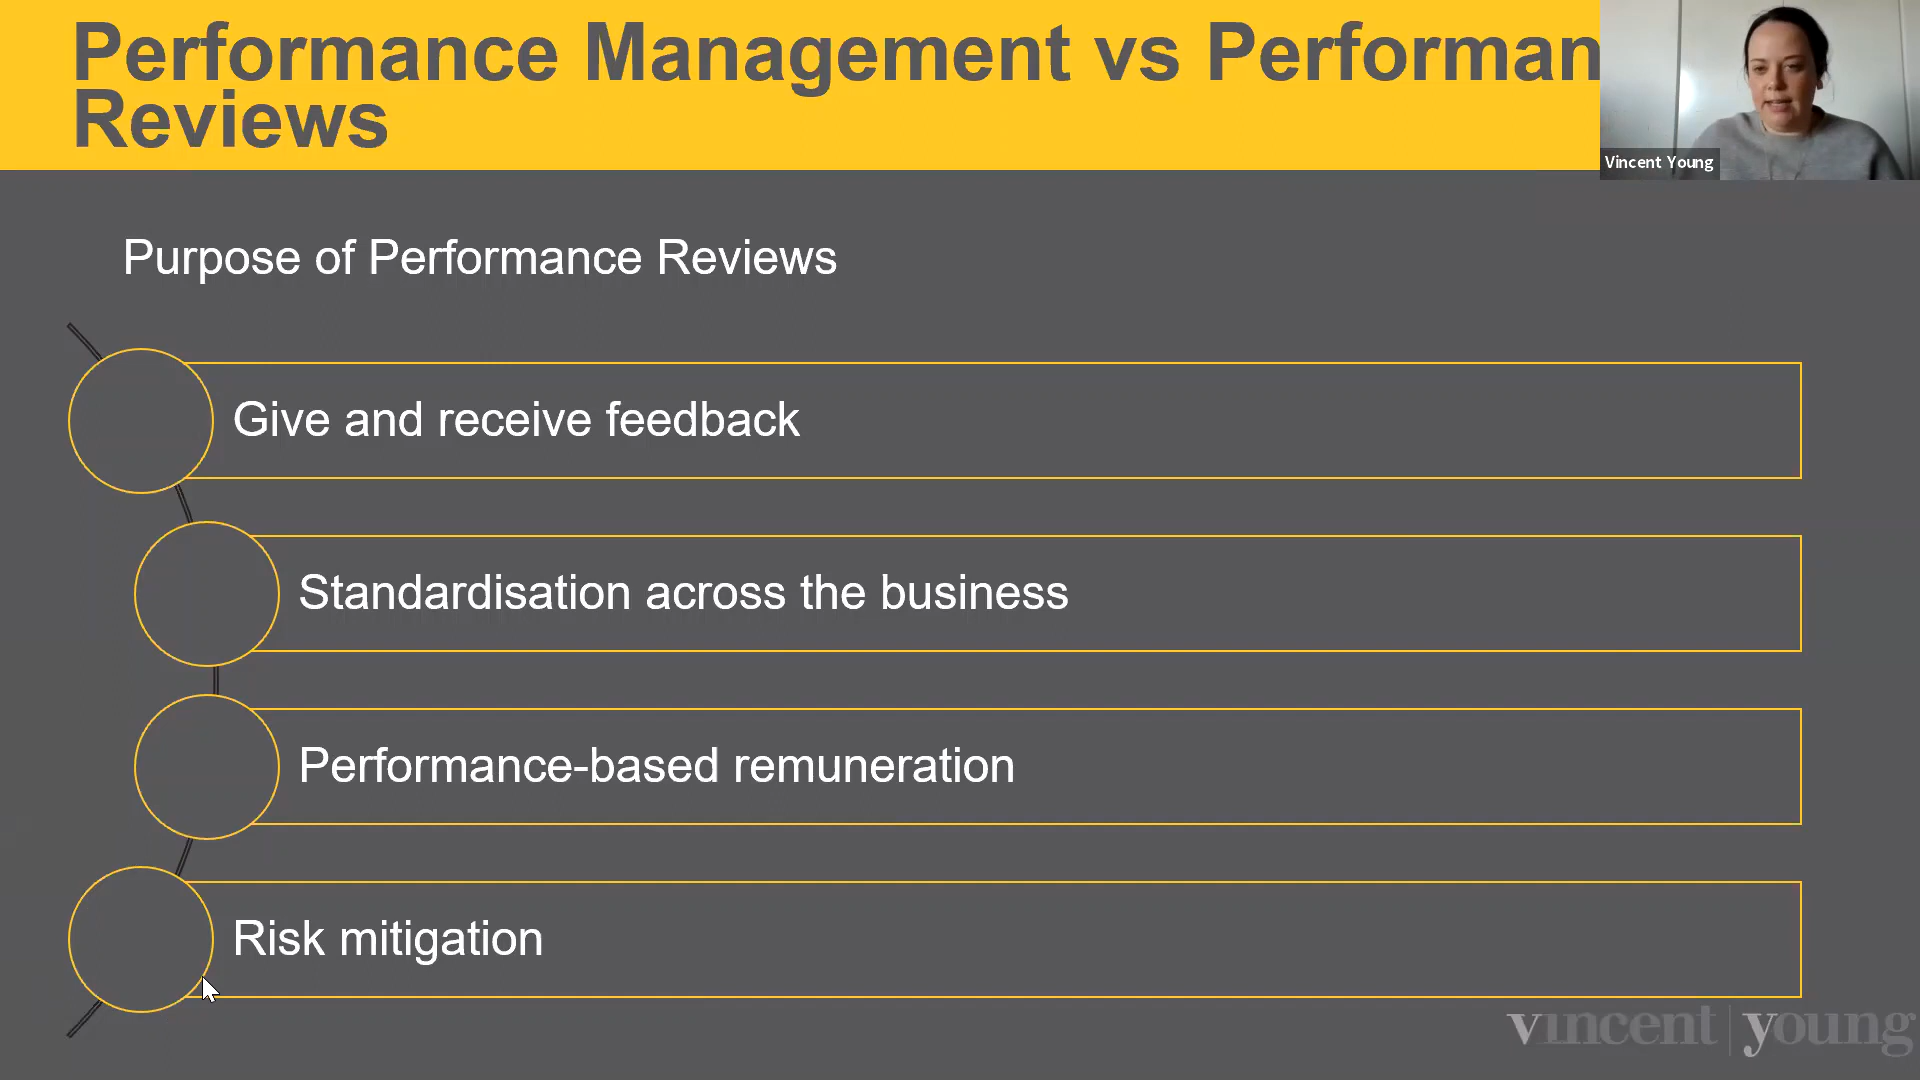 Performance Management vs Performan
Reviews
Vincent Young
Purpose of Performance Reviews
Give and receive feedback
Standardisation across the business
Performance-based remuneration
Risk mitigation
vincent young